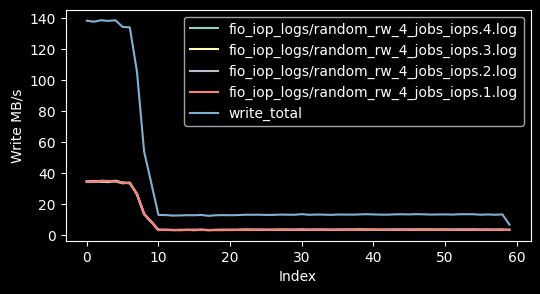 140
120
100
80
60
40
20
0
Write MB/s
fio_iop_logs/random_rw_4_jobs_iops.4.log
fio_iop_logs/random_rw_4_jobs_iops.3.log
fio_iop_logs/random_rw_4_jobs_iops.2.log
fio_iop_logs/random_rw_4_jobs_iops.1.log
write_total
0 10 20 30 40 50 60
Index